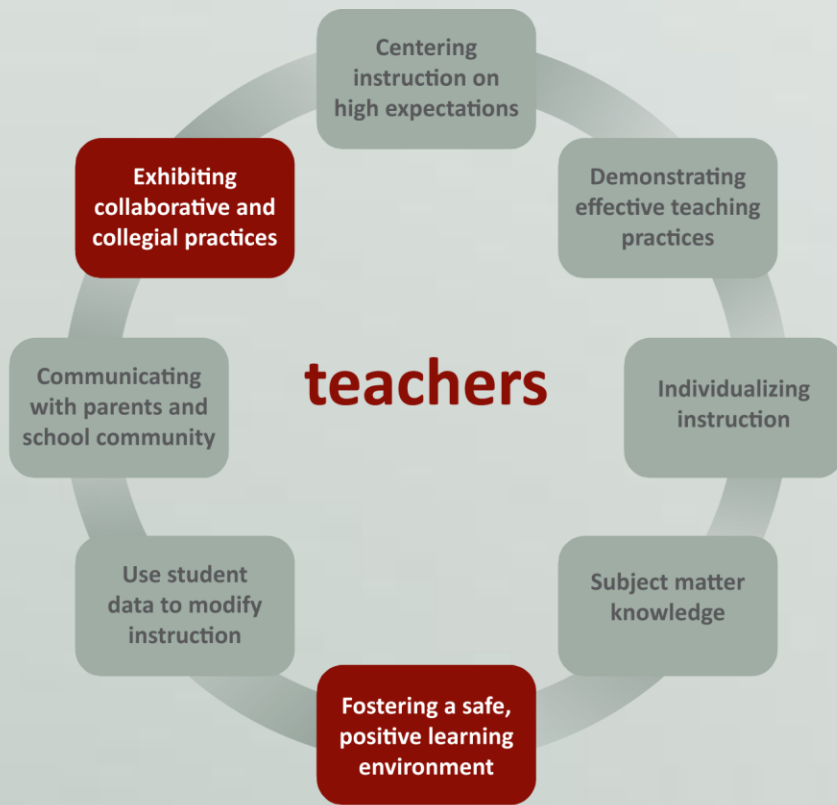 Centering
instruction on
high expectations
Demonstrating
effective teaching
practices
Individualizing
instruction
Subject matter
knowledge
Fostering a safe,
positive learning
environment
Use student
data to modify
instruction
Communicating
with parents and
school community
Exhibiting
collaborative and
collegial practices
teachers